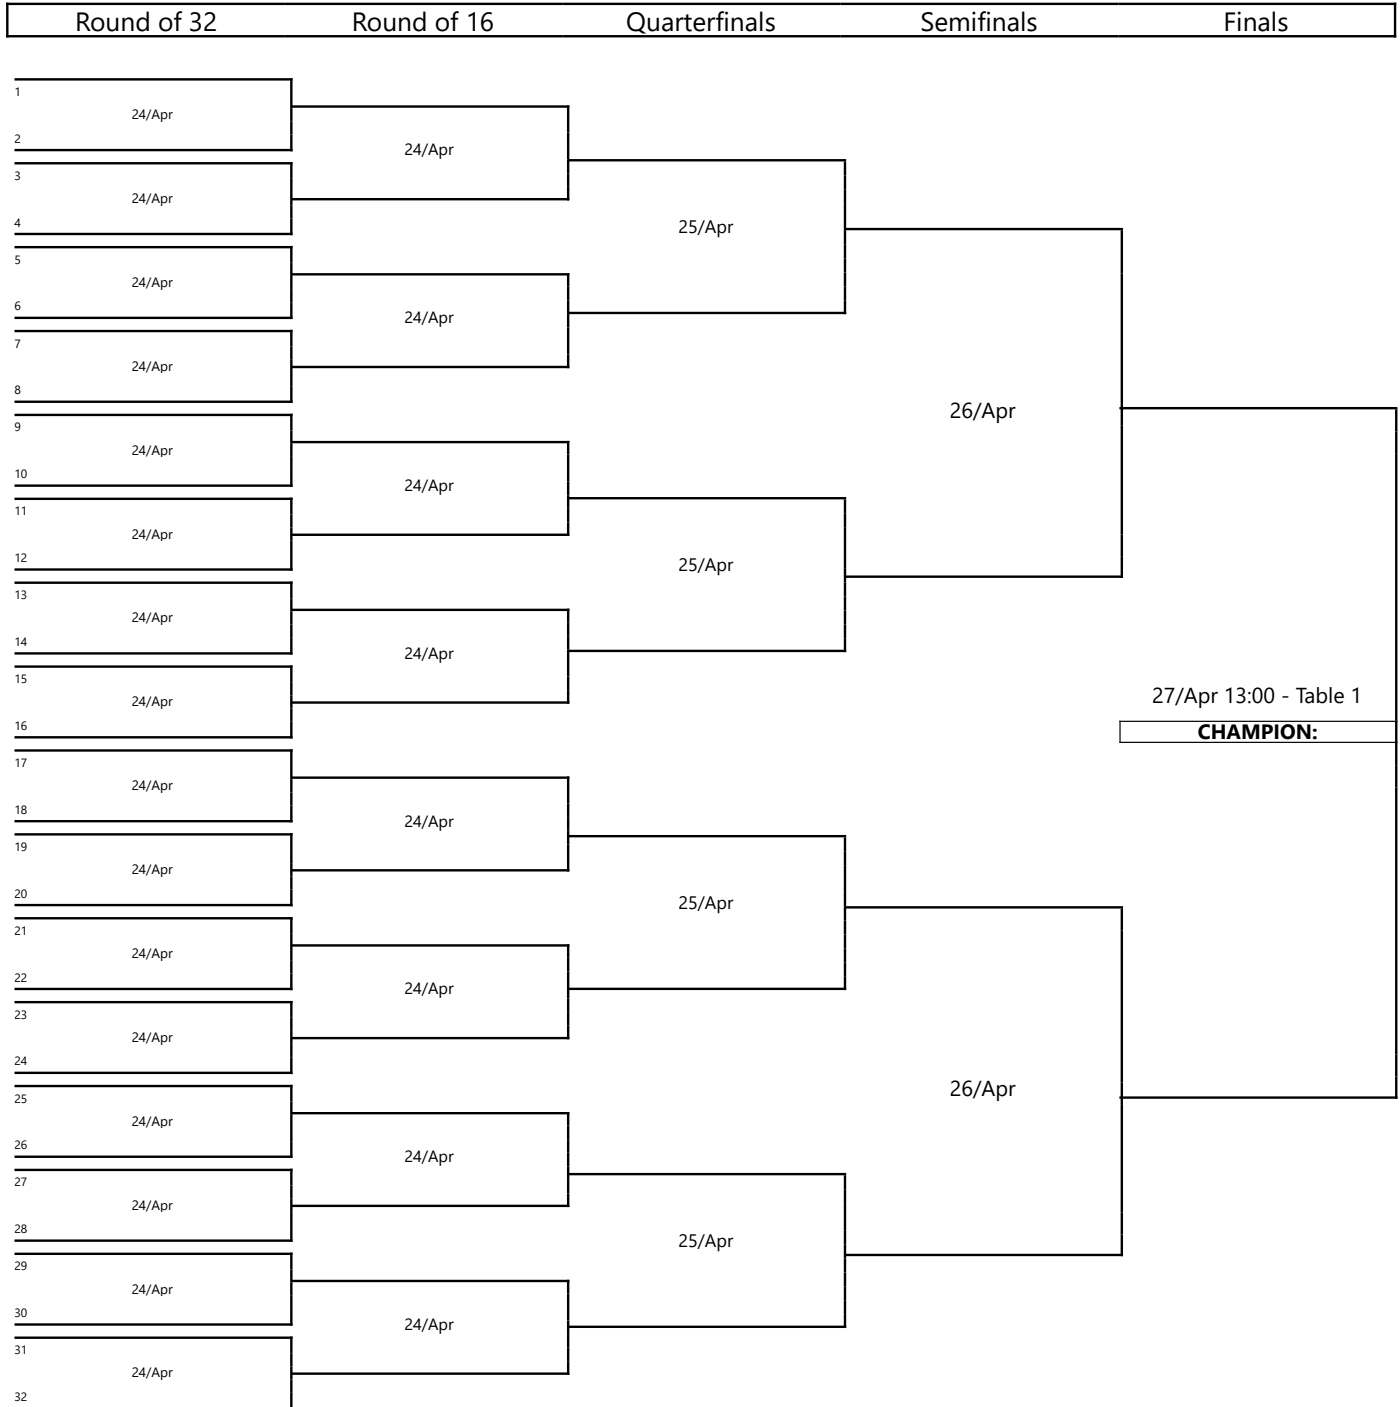 Round of 32 Round of 16 Quarterfinals Semifinals Finals
1
24/Apr
2
24/Apr
3
24/Apr
4
25/Apr
5
24/Apr
6
24/Apr
7
24/Apr
8
26/Apr
9
24/Apr
10
24/Apr
11
24/Apr
12
25/Apr
13
24/Apr
14
24/Apr
15
24/Apr
16
27/Apr 13:00 - Table 1
CHAMPION:
17
24/Apr
18
24/Apr
19
24/Apr
20
25/Apr
21
24/Apr
22
24/Apr
23
24/Apr
24
26/Apr
25
24/Apr
26
24/Apr
27
24/Apr
28
25/Apr
29
24/Apr
30
24/Apr
31
24/Apr
32